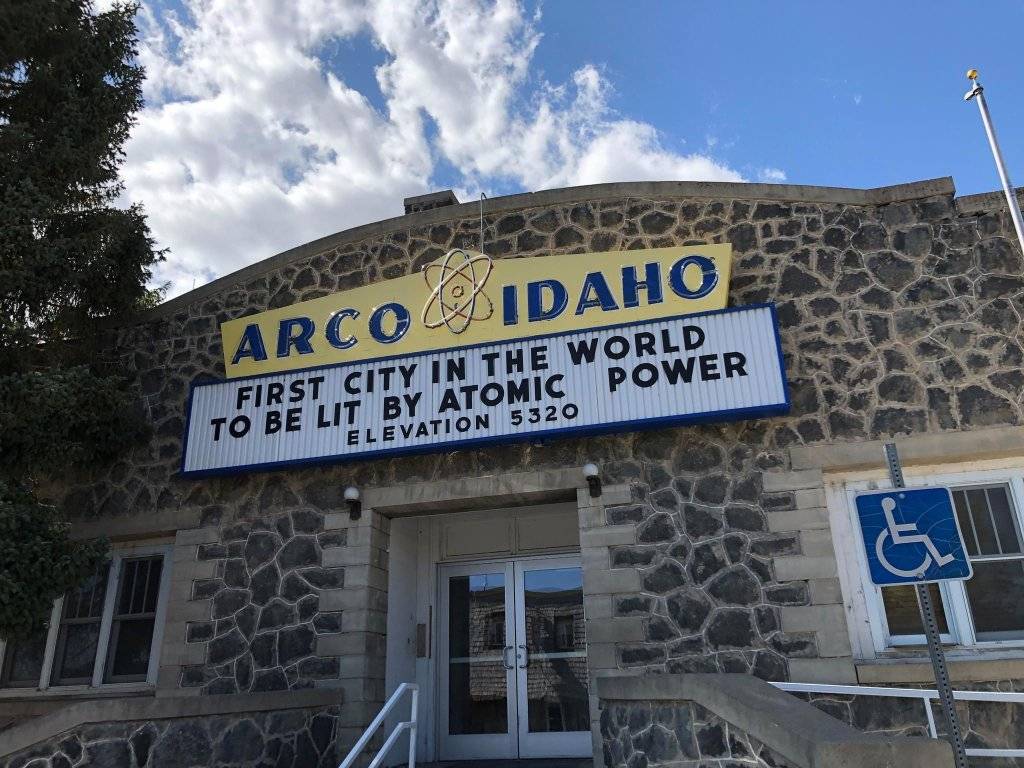 ARCO IDAHO
FIRST CITY IN THE WORLD
TO BE LIT BY ATOMIC POWER
ELEVATION 5320